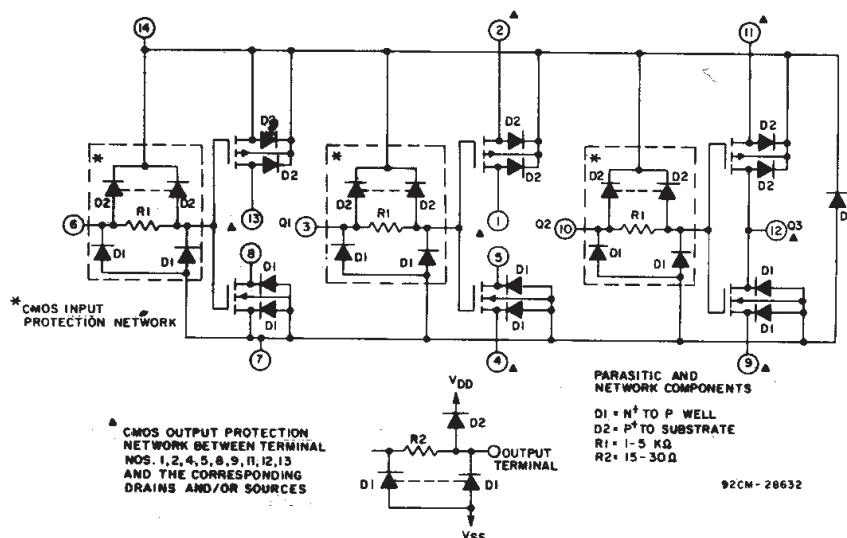 14
2 ▲
11 ▲
D2
D2
D2
D2
D2
D2
*
*
*
D2
D2
D2
D2
D2
D2
R1
R1
R1
6
13
▲
Q1
3
1
▲
Q2
10
12
Q3
▲
D1
D1
8
D1
D1
D1
5
D1
D1
D1
D1
D1
D1
D1
D
7
4 ▲
9 ▲
* CMOS INPUT
PROTECTION NETWORK
▲ CMOS OUTPUT PROTECTION
NETWORK BETWEEN TERMINAL
NOS. 1, 2, 4, 5, 8, 9, 11, 12, 13
AND THE CORRESPONDING
DRAINS AND/OR SOURCES
VDD
D2
R2
OUTPUT
TERMINAL
D1
D1
VSS
PARASITIC AND
NETWORK COMPONENTS
D1 = N+ TO P WELL
D2 = P+ TO SUBSTRATE
R1 = 1-5 KΩ
R2 = 15-30Ω
92CM-28632